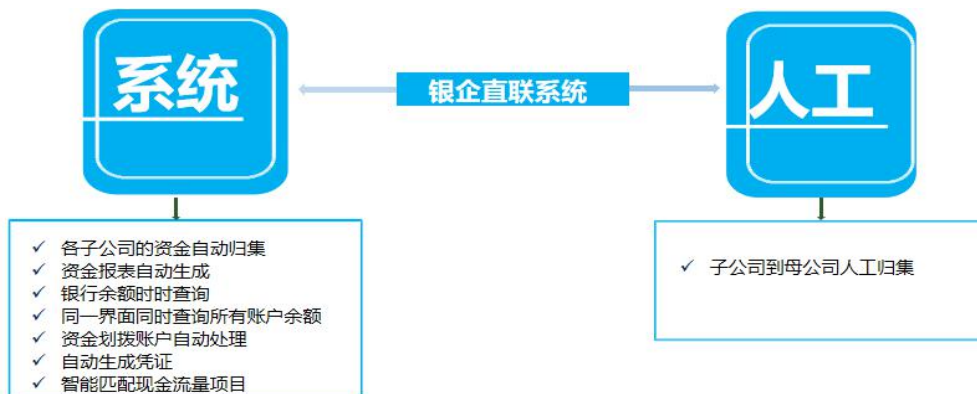 系统
银企直联系统
人工
各子公司的资金自动归集
资金报表自动生成
银行余额时时查询
同一界面同时查询所有账户余额
资金划拨账户自动处理
自动生成凭证
智能匹配现金流量项目
子公司到母公司人工归集